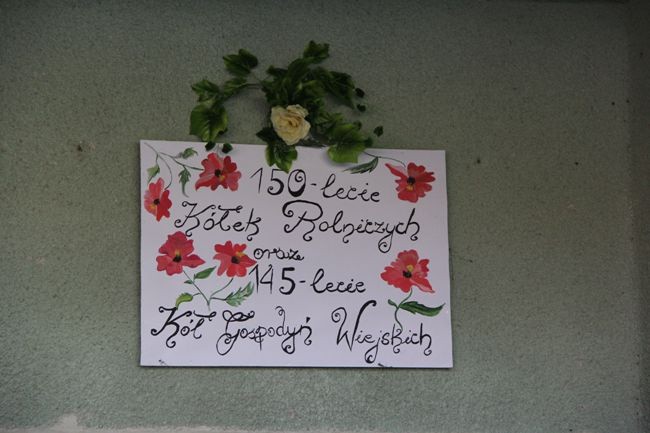 150-lecie
Kółek Rolniczych
oraz
145-lecie
Kół Gospodyń Wiejskich